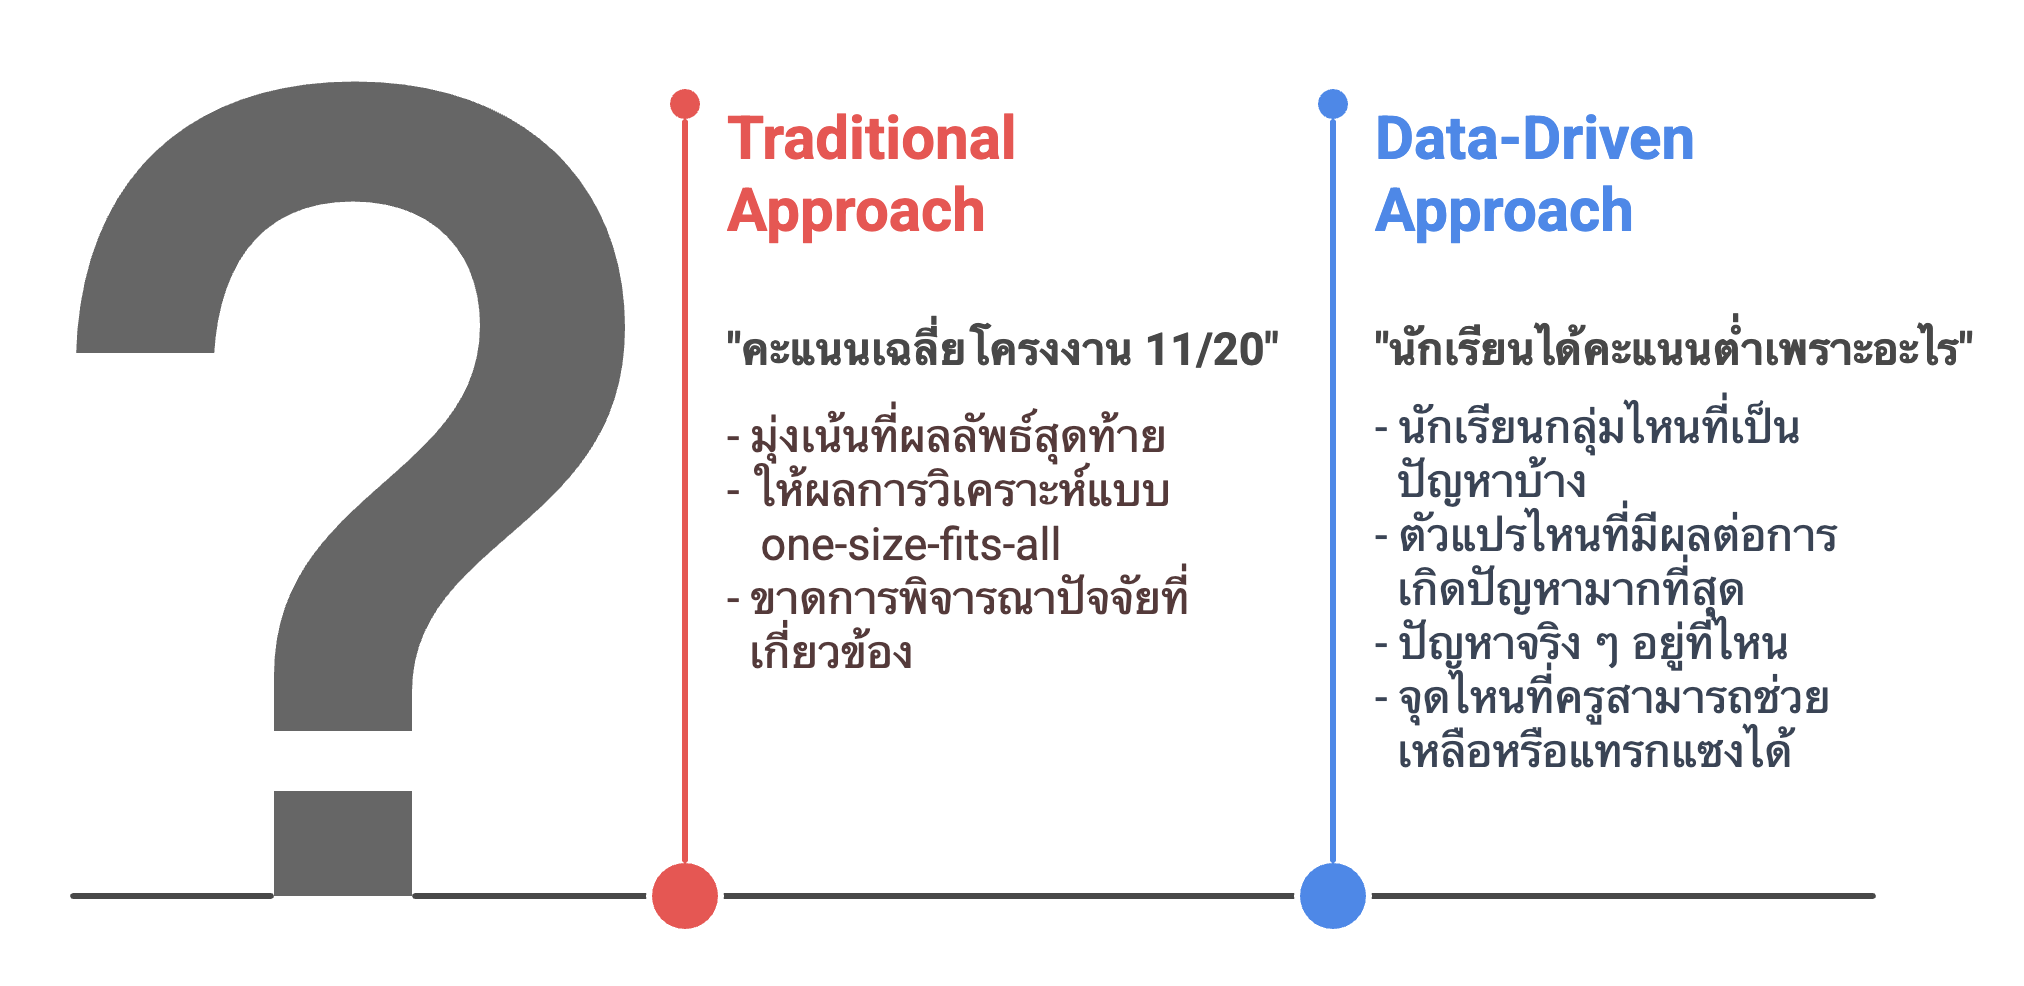 ?
Traditional
Approach
"คะแนนเฉลี่ยโครงงาน 11/20"
- มุ่งเน้นที่ผลลัพธ์สุดท้าย
- ให้ผลการวิเคราะห์แบบ
one-size-fits-all
- ขาดการพิจารณาปัจจัยที่
เกี่ยวข้อง
Data-Driven
Approach
"นักเรียนได้คะแนนต่ำเพราะอะไร"
- นักเรียนกลุ่มไหนที่เป็น
ปัญหาบ้าง
- ตัวแปรไหนที่มีผลต่อการ
เกิดปัญหามากที่สุด
- ปัญหาจริง ๆ อยู่ที่ไหน
- จุดไหนที่ครูสามารถช่วย
เหลือหรือแทรกแซงได้